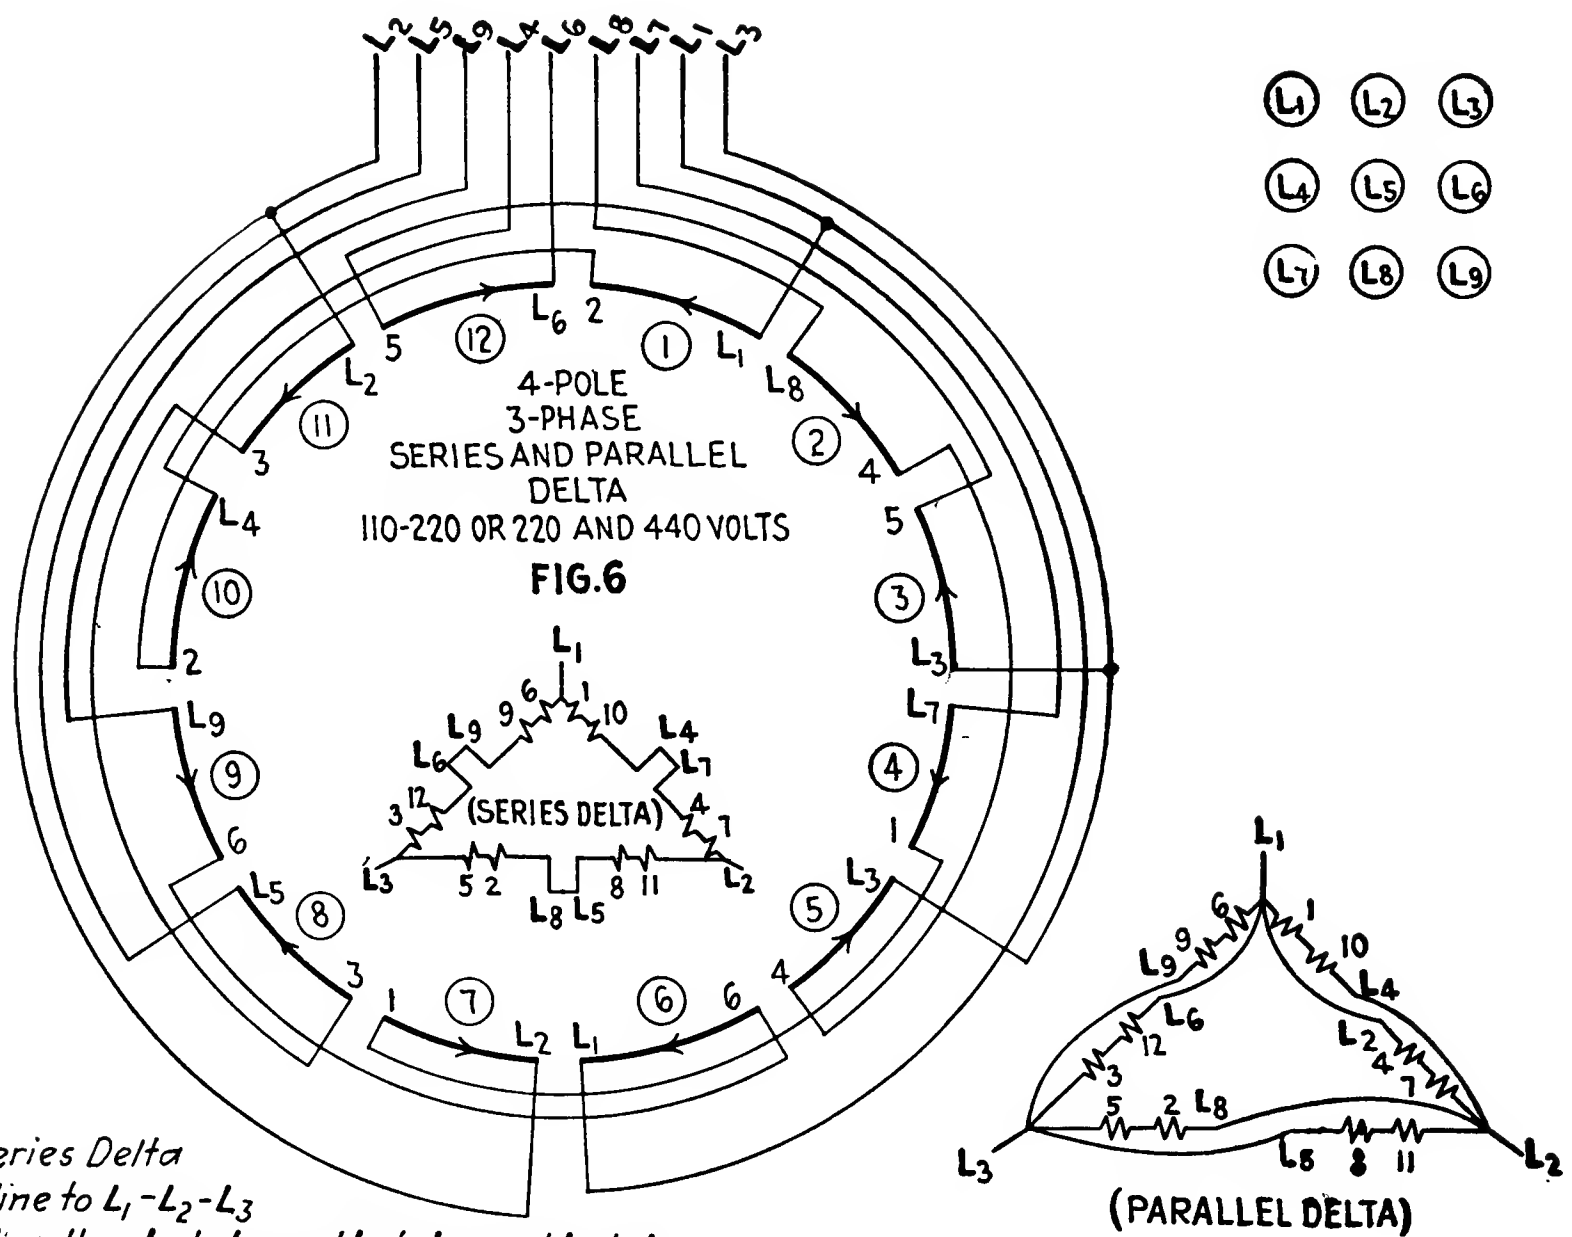 L2 L5 L9 L4 L6 L8 L7 L1 L3
L1 L2 L3
L4 L5 L6
L7 L8 L9
5 12 L6 2 1 L1
L2 L8
11 2
3 4
L4 5
10 3
2 L3
L9 L7
9 4
6 1
L5 L3
8 5
3 4
1 7 L2 L1 6 6
4-POLE
3-PHASE
SERIES AND PARALLEL
DELTA
110-220 OR 220 AND 440 VOLTS
FIG.6
L1
6 1
9 10
L9 L4
L6 L7
12 4
3 7
(SERIES DELTA)
L3 5 2 8 11 L2
L8 L5
L1
6 1
9 10
L9 L4
L6 L2
12 4
3 7
5 2 L8
L3 L5 8 11 L2
(PARALLEL DELTA)
eries Delta
line to L1-L2-L3